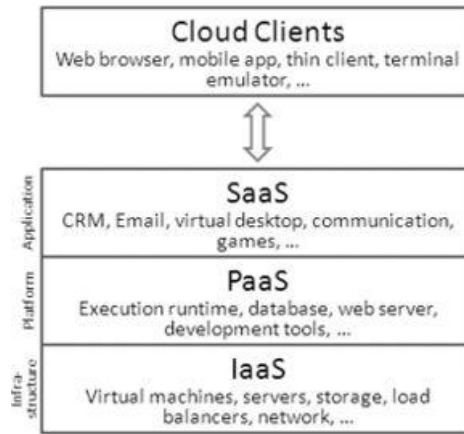 Cloud Clients
Web browser, mobile app, thin client, terminal
emulator, ...
Application
SaaS
CRM, Email, virtual desktop, communication,
games, ...
Platform
PaaS
Execution runtime, database, web server,
development tools, ...
Infra-
structure
IaaS
Virtual machines, servers, storage, load
balancers, network, ...